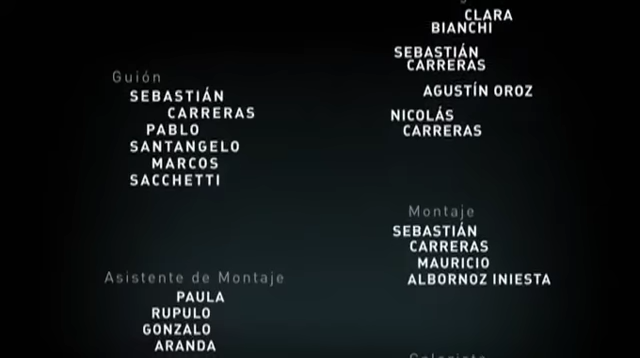 Guión
SEBASTIÁN
CARRERAS
PABLO
SANTANGELO
MARCOS
SACCHETTI
Asistente de Montaje
PAULA
RUPULO
GONZALO
ARANDA
CLARA
BIANCHI
SEBASTIÁN
CARRERAS
AGUSTÍN OROZ
NICOLÁS
CARRERAS
Montaje
SEBASTIÁN
CARRERAS
MAURICIO
ALBORNOZ INIESTA